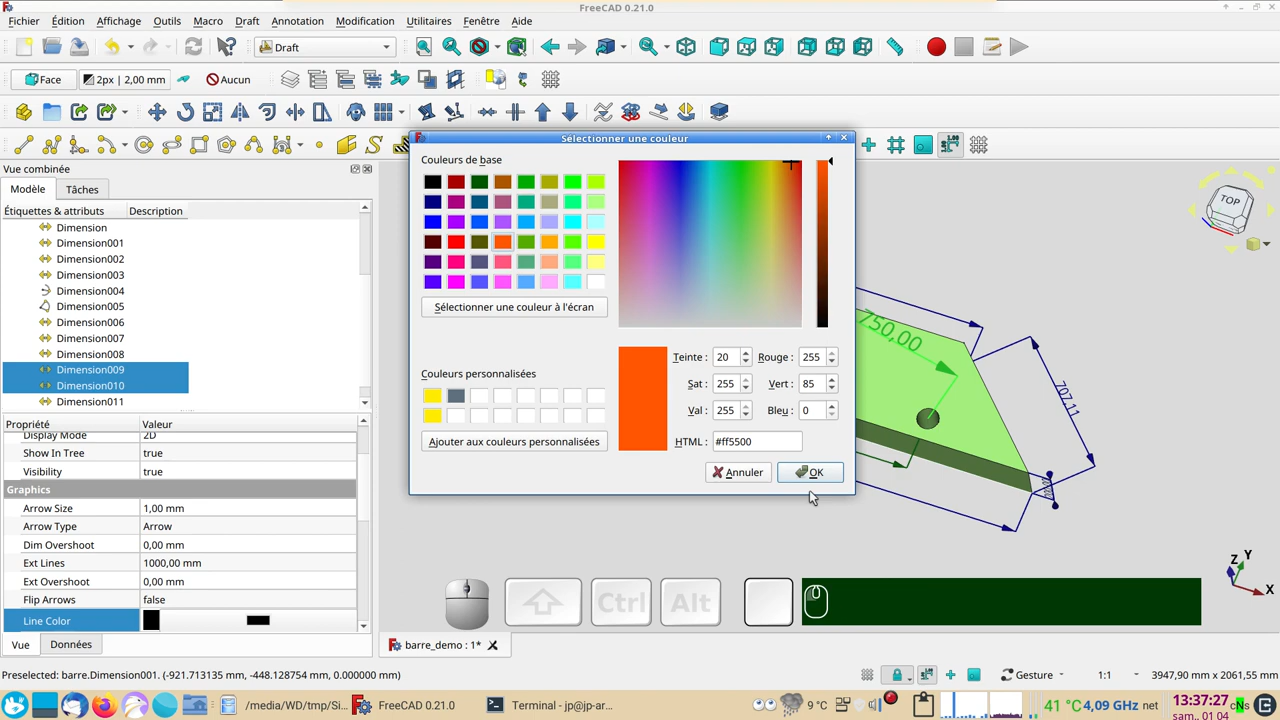 FreeCAD 0.21.0
Fichier Édition Affichage Outils Macro Draft Annotation Modification Utilitaires Fenêtre Aide
Draft
Face 2px | 2,00 mm Aucun
Vue combinée
Modèle Tâches
Étiquettes & attributs Description
Dimension
Dimension001
Dimension002
Dimension003
Dimension004
Dimension005
Dimension006
Dimension007
Dimension008
Dimension009
Dimension010
Dimension011
Propriété Valeur
Display Mode 2D
Show In Tree true
Visibility true
Graphics
Arrow Size 1,00 mm
Arrow Type Arrow
Dim Overshoot 0,00 mm
Ext Lines 1000,00 mm
Ext Overshoot 0,00 mm
Flip Arrows false
Line Color
Vue Données
Sélectionner une couleur
Couleurs de base
Sélectionner une couleur à l'écran
Couleurs personnalisées
Ajouter aux couleurs personnalisées
Teinte : 20 Rouge : 255
Sat : 255 Vert : 85
Val : 255 Bleu : 0
HTML : #ff5500
Annuler OK
TOP
750,00
707,11
Z Y
X
Ctrl Alt
barre_demo : 1*
Preselected: barre.Dimension001. (-921.713135 mm, -448.128754 mm, 0.000000 mm)
Gesture 1:1 3947,90 mm x 2061,55 mm
/media/WD/tmp/Si... FreeCAD 0.21.0 Terminal - jp@jp-ar...
9 °C 41 °C 4,09 GHz net 13:37:27 cNs
sam., 01 04